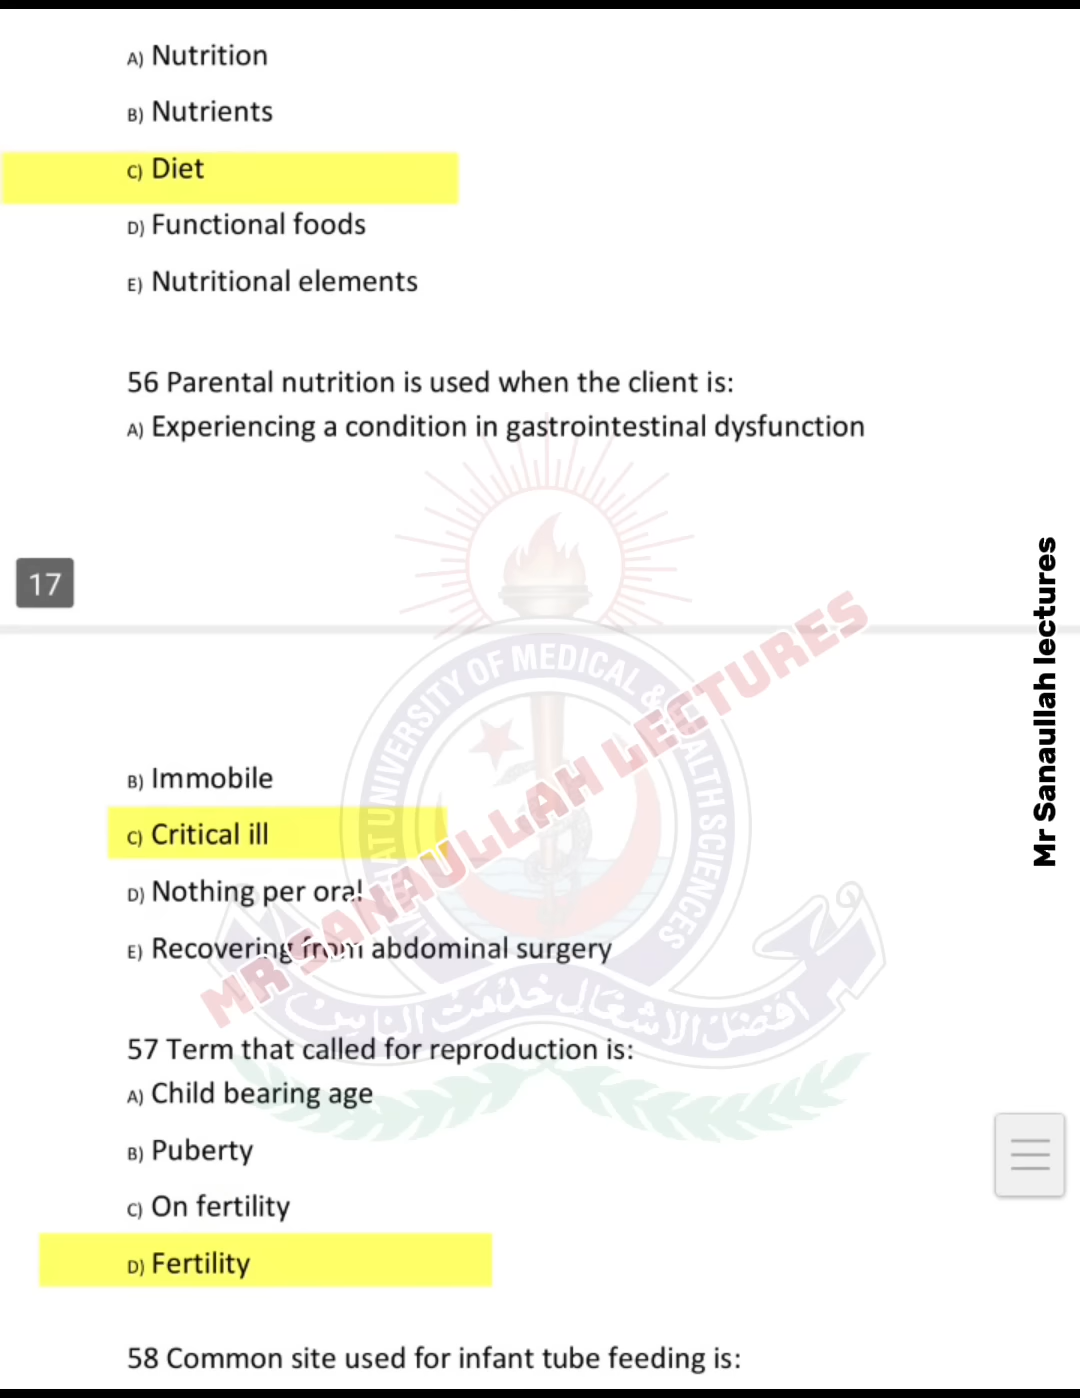 A) Nutrition
B) Nutrients
C) Diet
D) Functional foods
E) Nutritional elements
56 Parental nutrition is used when the client is:
A) Experiencing a condition in gastrointestinal dysfunction
17
B) Immobile
C) Critical ill
D) Nothing per oral
E) Recovering from abdominal surgery
57 Term that called for reproduction is:
A) Child bearing age
B) Puberty
C) On fertility
D) Fertility
58 Common site used for infant tube feeding is:
Mr Sanaullah lectures
MR SANAULLAH LECTURES
UNIVERSITY OF MEDICAL & HEALTH SCIENCES